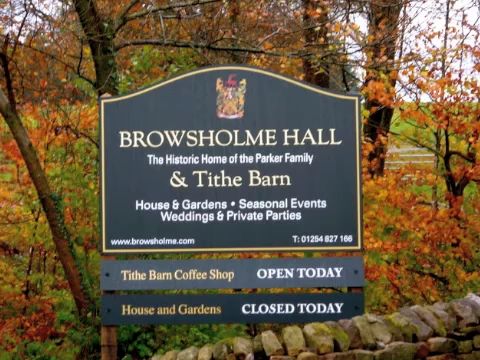 BROWSHOLME HALL
The Historic Home of the Parker Family
& Tithe Barn
House & Gardens • Seasonal Events
Weddings & Private Parties
www.browsholme.com T: 01254 827 166
Tithe Barn Coffee Shop OPEN TODAY
House and Gardens CLOSED TODAY